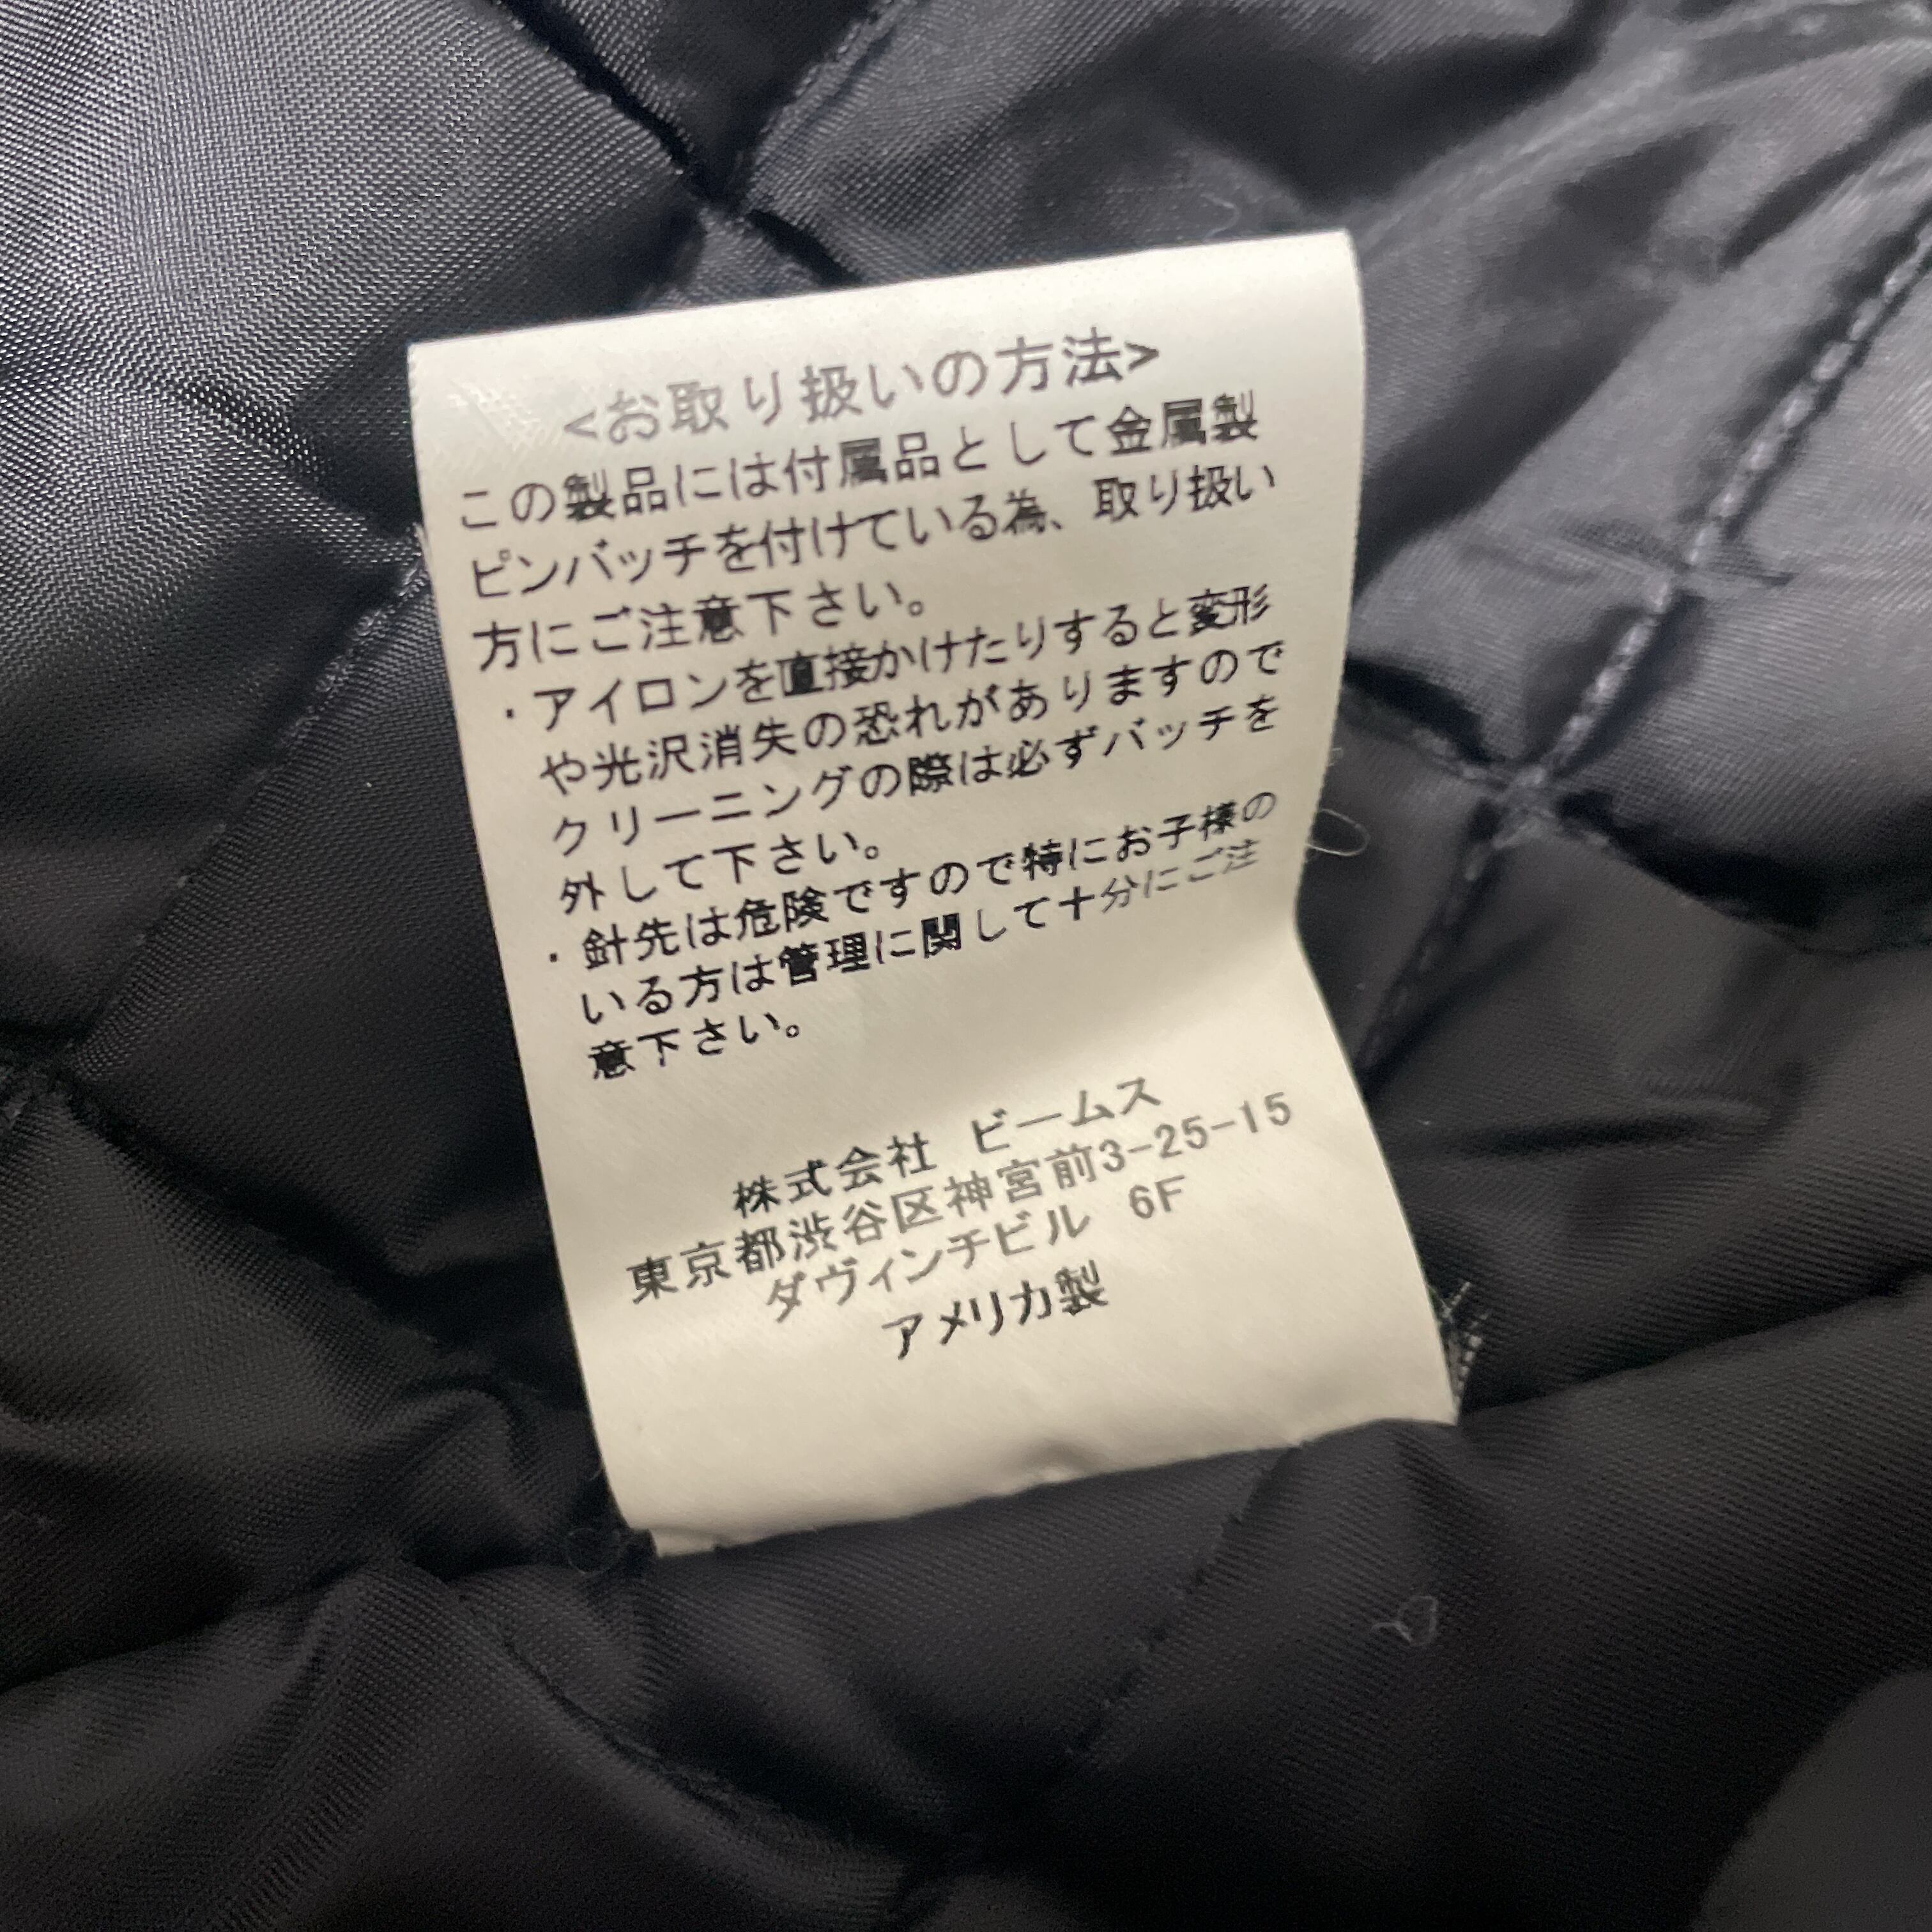 <お取り扱いの方法>
この製品には付属品として金属製
ピンバッチを付けている為、取り扱い
方にご注意下さい。
・アイロンを直接かけたりすると変形
や光沢消失の恐れがありますので
クリーニングの際は必ずバッチを
外して下さい。
・針先は危険ですので特にお子様の
いる方は管理に関して十分にご注
意下さい。
株式会社 ビームス
東京都渋谷区神宮前3-25-15
ダヴィンチビル 6F
アメリカ製